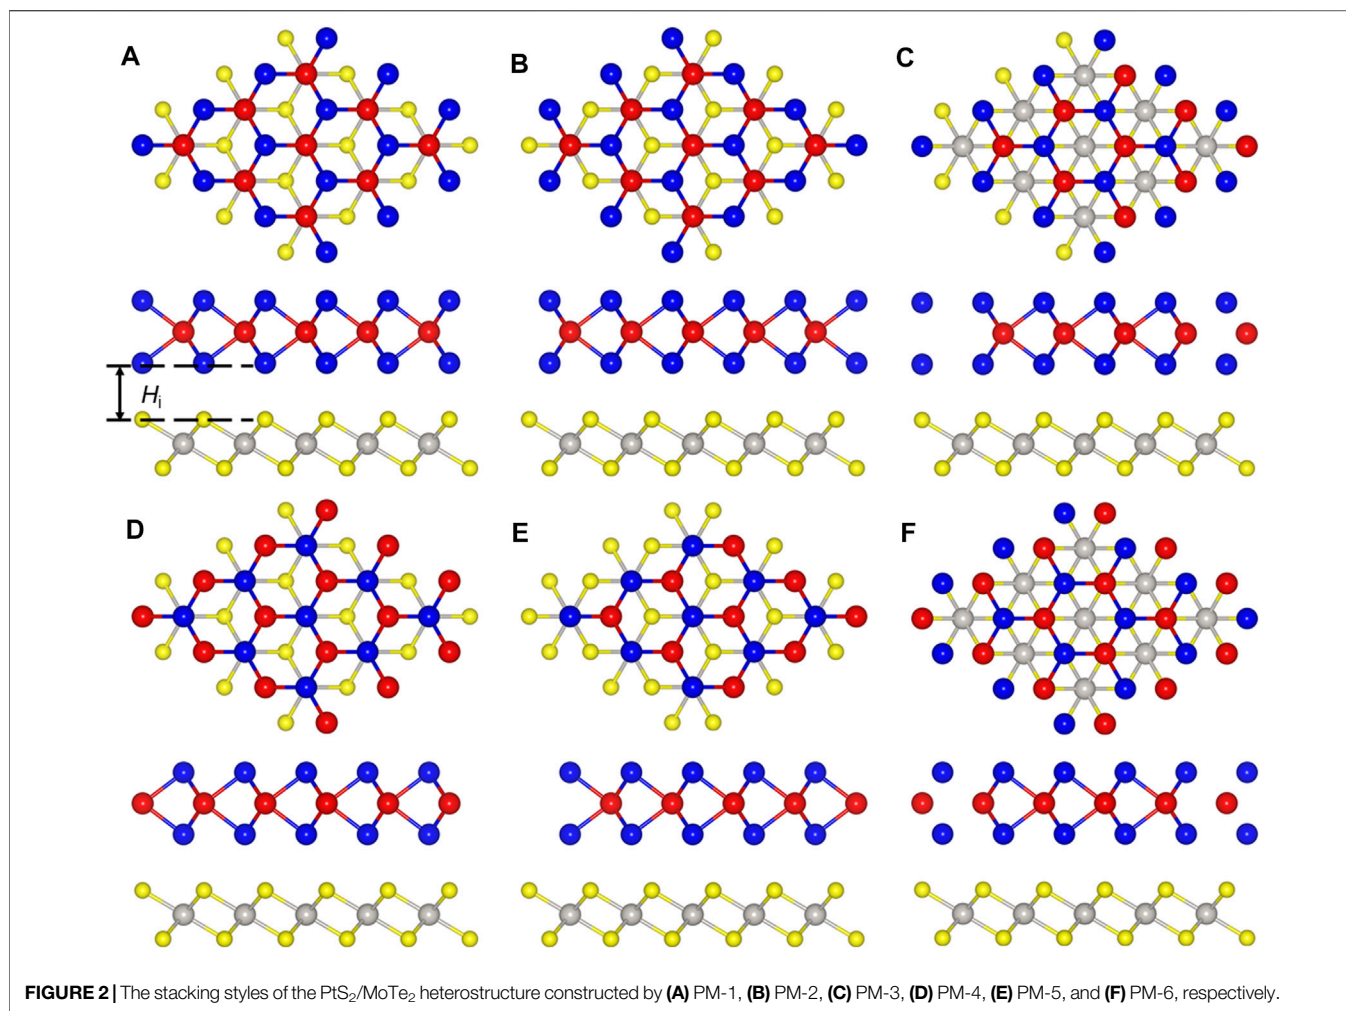 A
B
C
Hi
D
E
F
FIGURE 2 | The stacking styles of the PtS₂/MoTe₂ heterostructure constructed by (A) PM-1, (B) PM-2, (C) PM-3, (D) PM-4, (E) PM-5, and (F) PM-6, respectively.